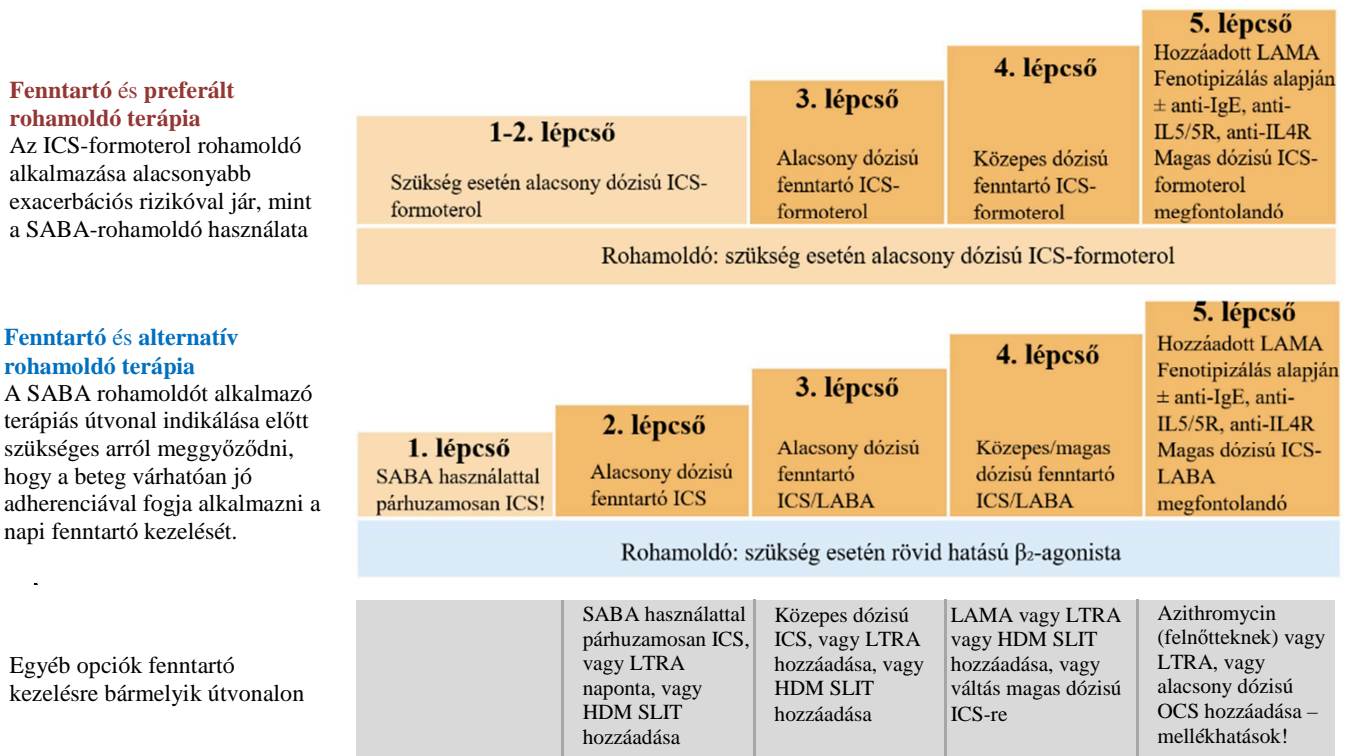 Fenntartó és preferált
rohamoldó terápia
Az ICS-formoterol rohamoldó
alkalmazása alacsonyabb
exacerbációs rizikóval jár, mint
a SABA-rohamoldó használata
1-2. lépcső
Szükség esetén alacsony dózisú ICS-
formoterol
3. lépcső
Alacsony dózisú
fenntartó ICS-
formoterol
4. lépcső
Közepes dózisú
fenntartó ICS-
formoterol
5. lépcső
Hozzáadott LAMA
Fenotipizálás alapján
± anti-IgE, anti-
IL5/5R, anti-IL4R
Magas dózisú ICS-
formoterol
megfontolandó
Rohamoldó: szükség esetén alacsony dózisú ICS-formoterol
Fenntartó és alternatív
rohamoldó terápia
A SABA rohamoldót alkalmazó
terápiás útvonal indikálása előtt
szükséges arról meggyőződni,
hogy a beteg várhatóan jó
adherenciával fogja alkalmazni a
napi fenntartó kezelését.
1. lépcső
SABA használattal
párhuzamosan ICS!
2. lépcső
Alacsony dózisú
fenntartó ICS
3. lépcső
Alacsony dózisú
fenntartó
ICS/LABA
4. lépcső
Közepes/magas
dózisú fenntartó
ICS/LABA
5. lépcső
Hozzáadott LAMA
Fenotipizálás alapján
± anti-IgE, anti-
IL5/5R, anti-IL4R
Magas dózisú ICS-
LABA
megfontolandó
Rohamoldó: szükség esetén rövid hatású β₂-agonista
Egyéb opciók fenntartó
kezelésre bármelyik útvonalon
SABA használattal
párhuzamosan ICS,
vagy LTRA
naponta, vagy
HDM SLIT
hozzáadása
Közepes dózisú
ICS, vagy LTRA
hozzáadása, vagy
HDM SLIT
hozzáadása
LAMA vagy LTRA
vagy HDM SLIT
hozzáadása, vagy
váltás magas dózisú
ICS-re
Azithromycin
(felnőtteknek) vagy
LTRA, vagy
alacsony dózisú
OCS hozzáadása –
mellékhatások!